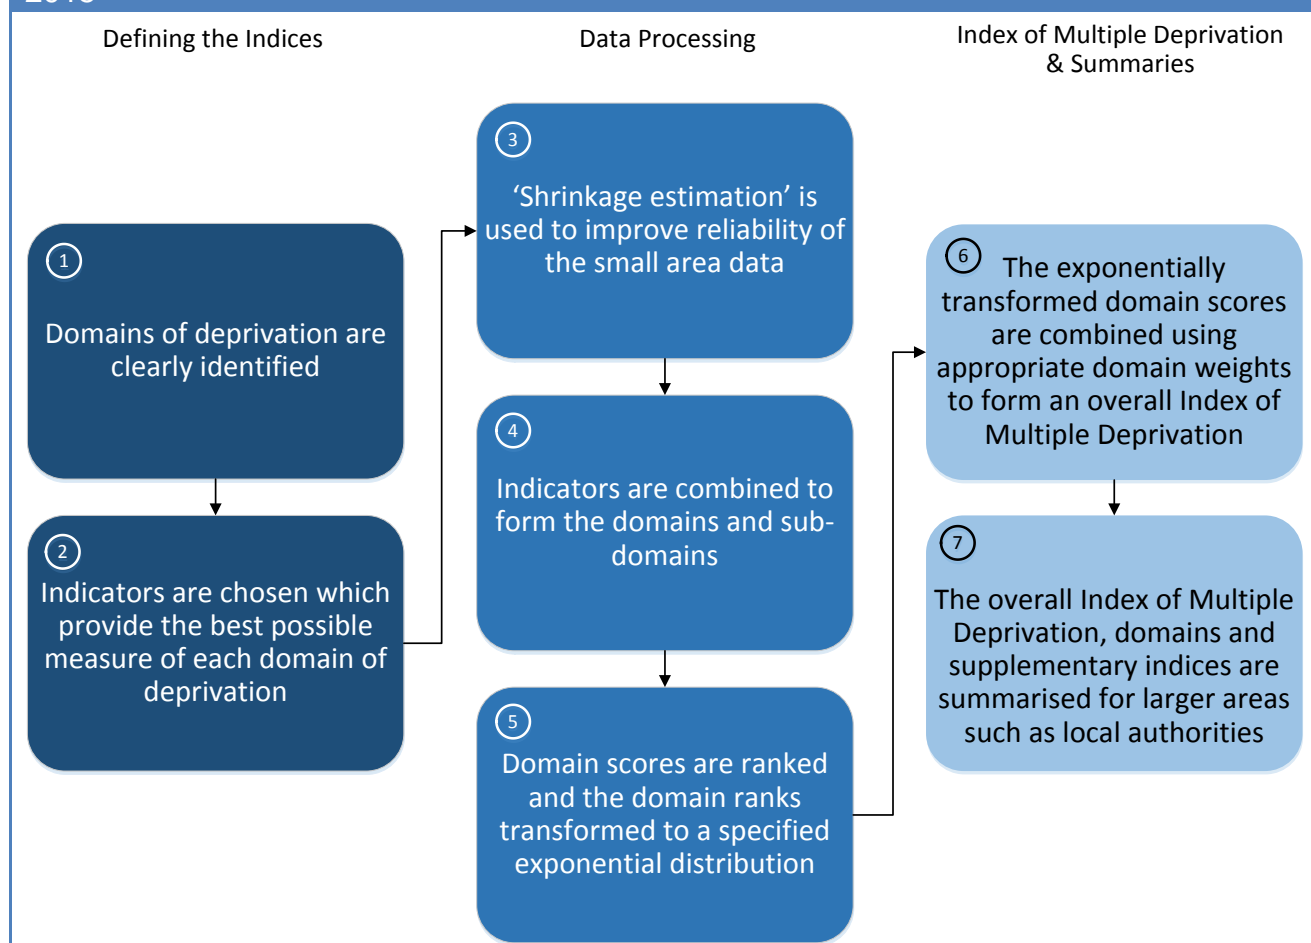 Defining the Indices
Data Processing
Index of Multiple Deprivation
& Summaries
1
Domains of deprivation are
clearly identified
2
Indicators are chosen which
provide the best possible
measure of each domain of
deprivation
3
‘Shrinkage estimation’ is
used to improve reliability of
the small area data
4
Indicators are combined to
form the domains and sub-
domains
5
Domain scores are ranked
and the domain ranks
transformed to a specified
exponential distribution
6
The exponentially
transformed domain scores
are combined using
appropriate domain weights
to form an overall Index of
Multiple Deprivation
7
The overall Index of Multiple
Deprivation, domains and
supplementary indices are
summarised for larger areas
such as local authorities